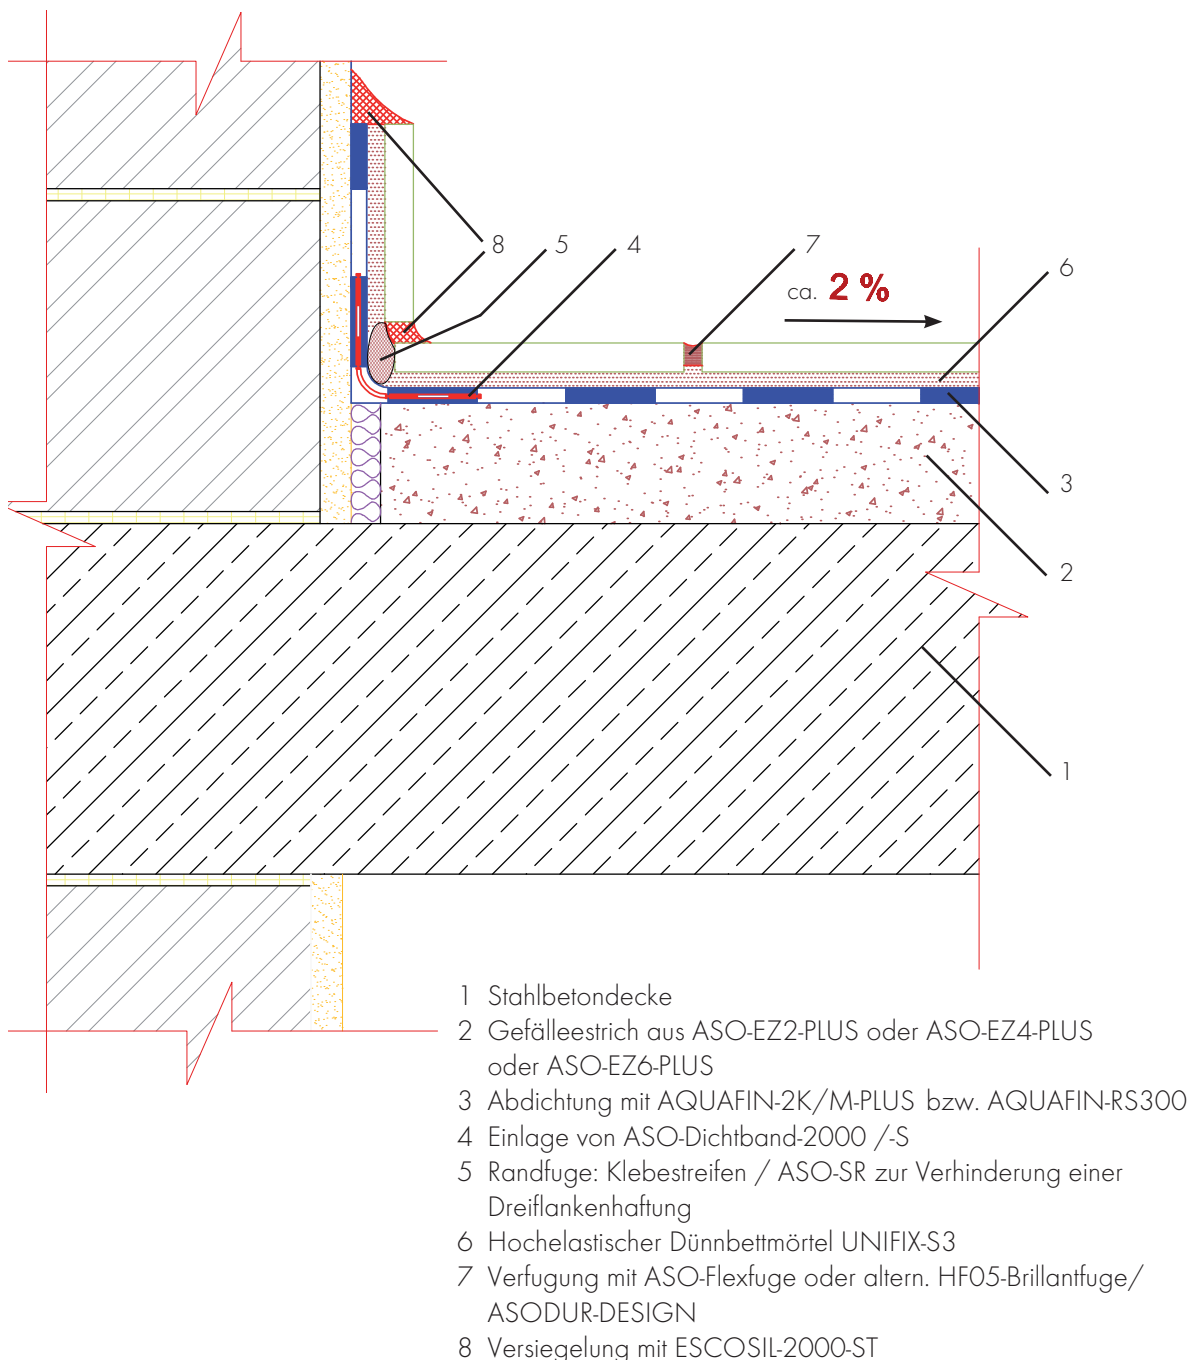 8
5
4
7
6
ca. 2 %
3
2
1
1 Stahlbetondecke
2 Gefälleestrich aus ASO-EZ2-PLUS oder ASO-EZ4-PLUS
oder ASO-EZ6-PLUS
3 Abdichtung mit AQUAFIN-2K/M-PLUS bzw. AQUAFIN-RS300
4 Einlage von ASO-Dichtband-2000 /-S
5 Randfuge: Klebestreifen / ASO-SR zur Verhinderung einer
Dreiflankenhaftung
6 Hochelastischer Dünnbettmörtel UNIFIX-S3
7 Verfugung mit ASO-Flexfuge oder altern. HF05-Brillantfuge/
ASODUR-DESIGN
8 Versiegelung mit ESCOSIL-2000-ST